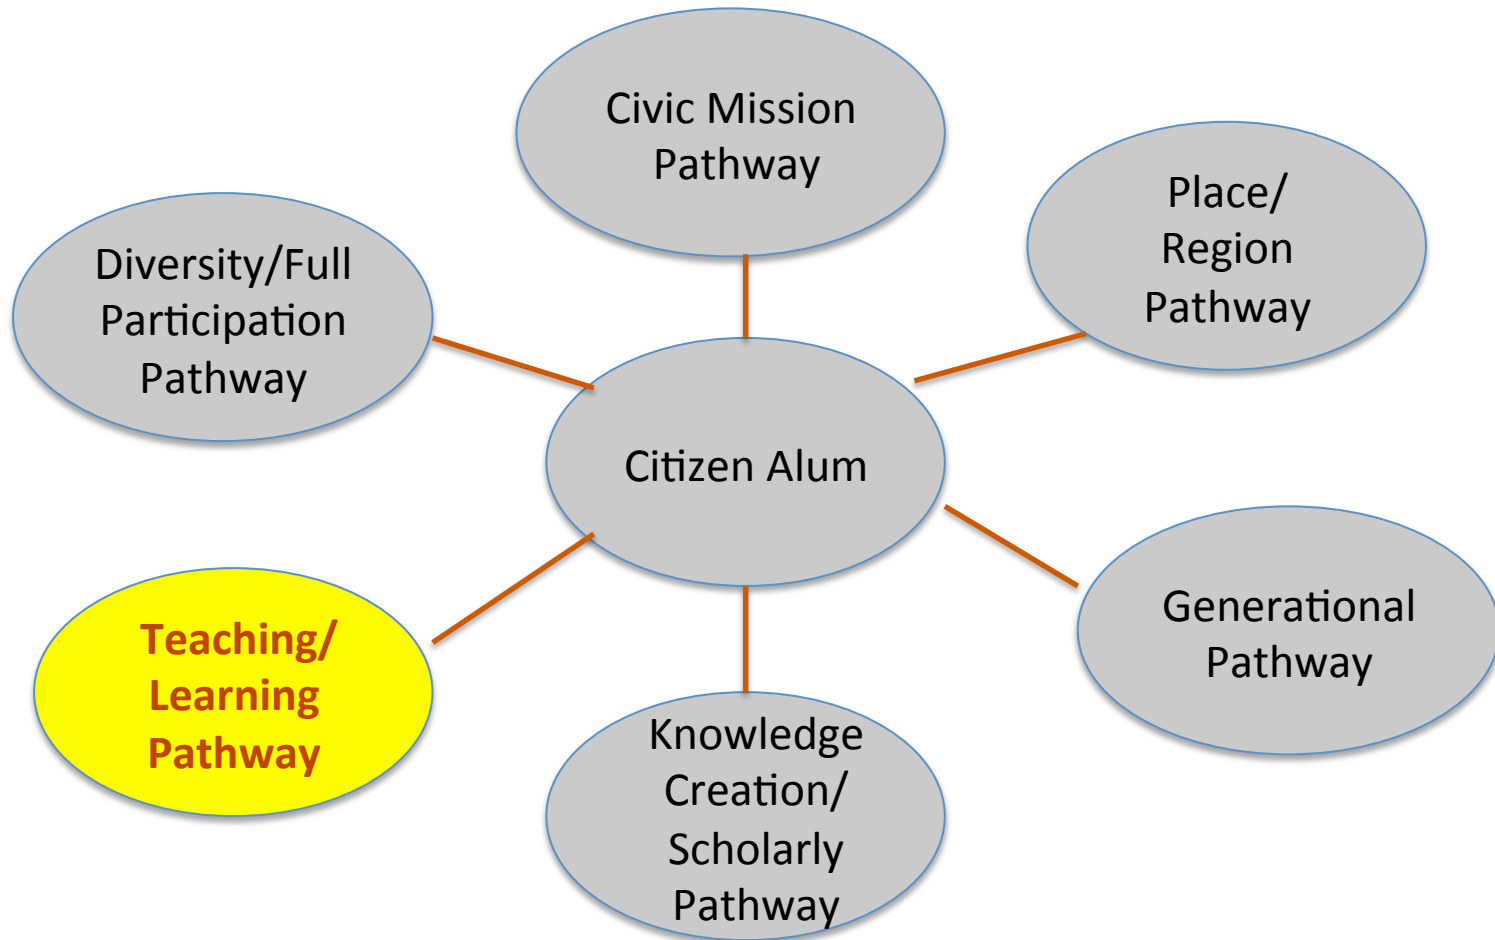 Civic Mission
Pathway
Place/
Region
Pathway
Diversity/Full
Participation
Pathway
Citizen Alum
Generational
Pathway
Teaching/
Learning
Pathway
Knowledge
Creation/
Scholarly
Pathway